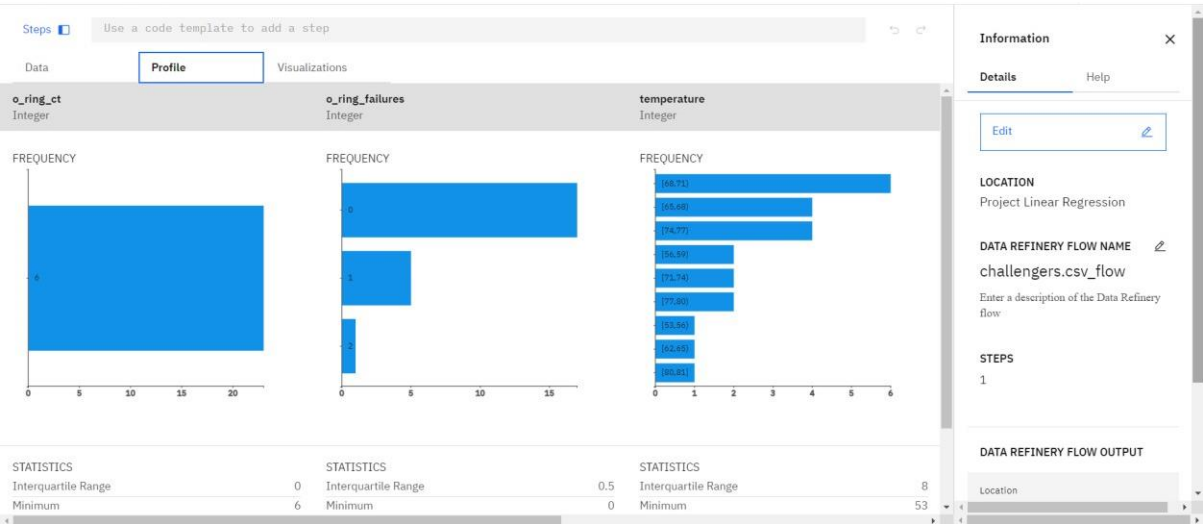 Steps
Use a code template to add a step
Data
Profile
Visualizations
o_ring_ct
Integer
o_ring_failures
Integer
temperature
Integer
FREQUENCY
6
0 5 10 15 20
FREQUENCY
0
1
2
0 5 10 15
FREQUENCY
[68,71)
[65,68)
[74,77)
[56,59)
[71,74)
[77,80)
[53,56)
[62,65)
[80,81]
0 1 2 3 4 5 6
STATISTICS
Interquartile Range 0
Minimum 6
STATISTICS
Interquartile Range 0.5
Minimum 0
STATISTICS
Interquartile Range 8
Minimum 53
Information
Details
Help
Edit
LOCATION
Project Linear Regression
DATA REFINERY FLOW NAME
challengers.csv_flow
Enter a description of the Data Refinery
flow
STEPS
1
DATA REFINERY FLOW OUTPUT
Location